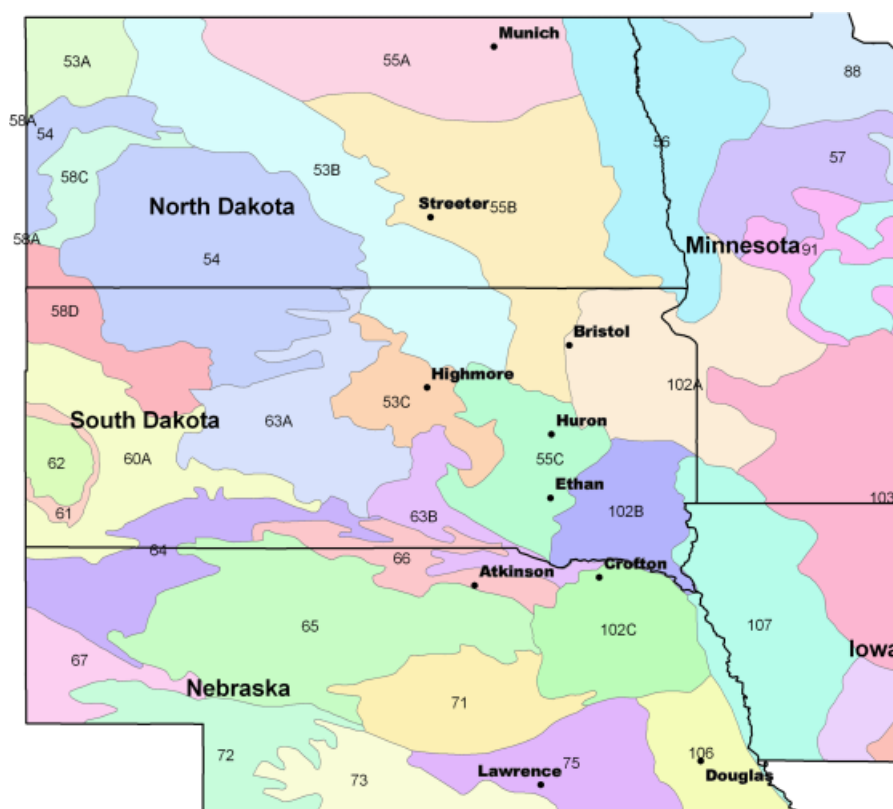 Munich
53A
55A
88
58A
54
56
57
58C
53B
North Dakota
Streeter
55B
58A
54
Minnesota
91
58D
Bristol
Highmore
102A
53C
South Dakota
63A
Huron
60A
62
55C
Ethan
103
61
63B
102B
64
66
Crofton
Atkinson
65
102C
107
Iowa
67
Nebraska
71
72
75
106
73
Lawrence
Douglas